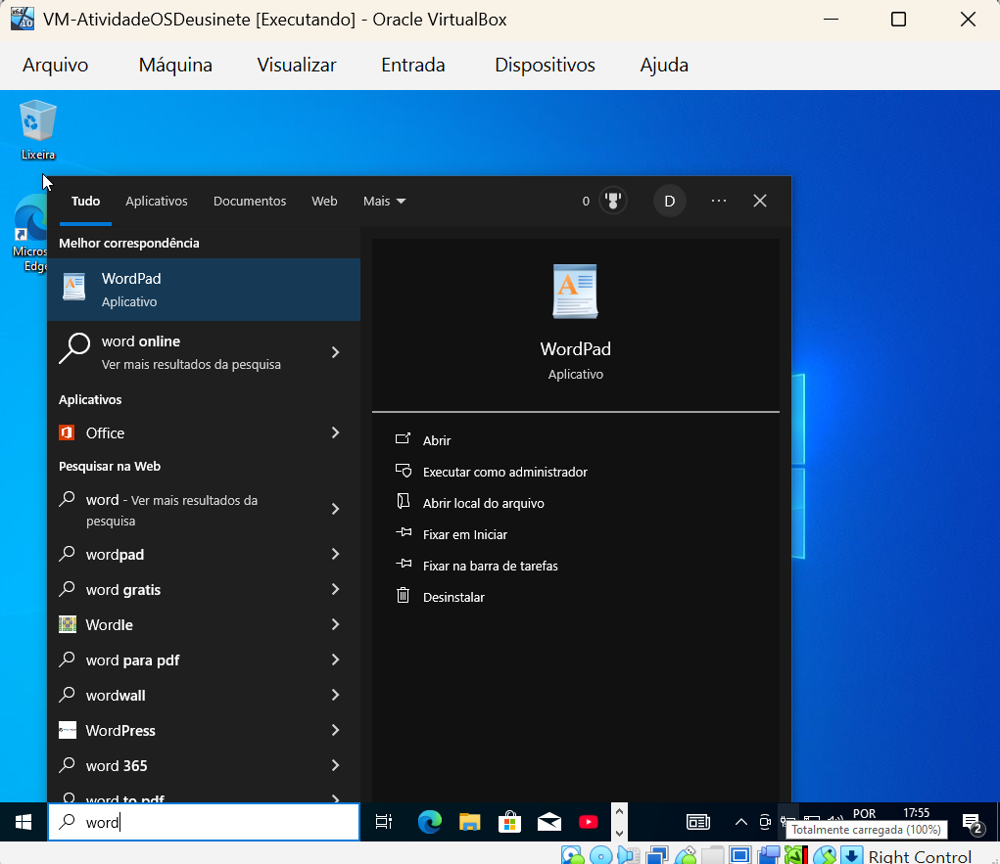 VM-AtividadeOSDeusinete [Executando] - Oracle VirtualBox
Arquivo Máquina Visualizar Entrada Dispositivos Ajuda
Lixeira
Tudo Aplicativos Documentos Web Mais 0 D
Melhor correspondência
WordPad
Aplicativo
word online
Ver mais resultados da pesquisa
Aplicativos
Office
Pesquisar na Web
word - Ver mais resultados da
pesquisa
wordpad
word gratis
Wordle
word para pdf
wordwall
WordPress
word 365
word to pdf
WordPad
Aplicativo
Abrir
Executar como administrador
Abrir local do arquivo
Fixar em Iniciar
Fixar na barra de tarefas
Desinstalar
Micros
Edge
word
POR
17:55
2
Totalmente carregada (100%)
Right Control